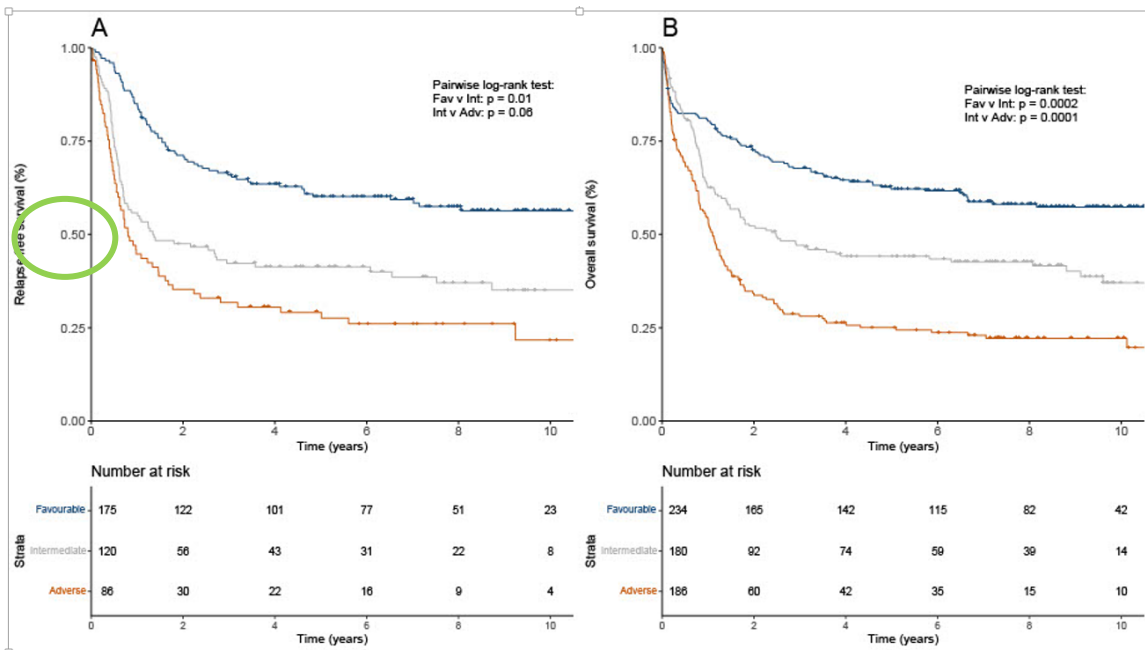 A
1.00
0.75
0.50
0.25
0.00
Relapse-free survival (%)
Pairwise log-rank test:
Fav v Int: p = 0.01
Int v Adv: p = 0.06
0 2 4 6 8 10
Time (years)
Number at risk
Strata
Favourable 175 122 101 77 51 23
Intermediate 120 56 43 31 22 8
Adverse 86 30 22 16 9 4
0 2 4 6 8 10
Time (years)
B
1.00
0.75
0.50
0.25
0.00
Overall survival (%)
Pairwise log-rank test:
Fav v Int: p = 0.0002
Int v Adv: p = 0.0001
0 2 4 6 8 10
Time (years)
Number at risk
Strata
Favourable 234 165 142 115 82 42
Intermediate 180 92 74 59 39 14
Adverse 186 60 42 35 15 10
0 2 4 6 8 10
Time (years)